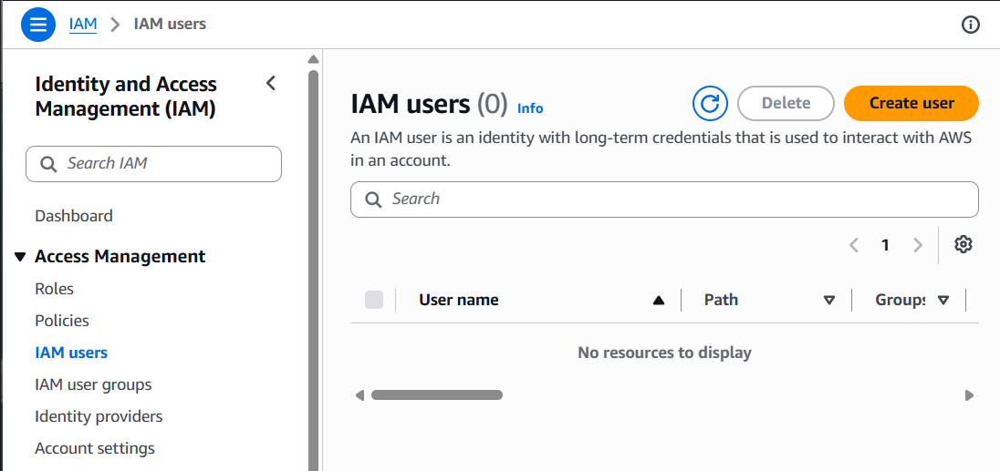 IAM > IAM users
Identity and Access
Management (IAM)
Search IAM
Dashboard
Access Management
Roles
Policies
IAM users
IAM user groups
Identity providers
Account settings
IAM users (0) Info
Delete
Create user
An IAM user is an identity with long-term credentials that is used to interact with AWS
in an account.
Search
1
User name
Path
Groups
No resources to display